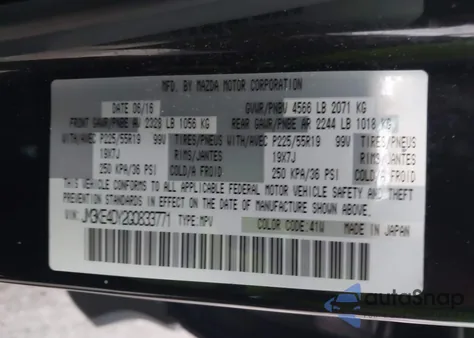 MFD. BY MAZDA MOTOR CORPORATION
DATE 06/16 GVWR/PNBV 4566 LB 2071 KG
FRONT GAWR/PNBE AV 2328 LB 1056 KG REAR GAWR/PNBE AR 2244 LB 1018 KG
WITH/AVEC P225/55R19 99V TIRES/PNEUS WITH/AVEC P225/55R19 99V TIRES/PNEUS
19X7J RIMS/JANTES 19X7J RIMS/JANTES
250 KPA/36 PSI COLD/A FROID 250 KPA/36 PSI COLD/A FROID
THIS VEHICLE CONFORMS TO ALL APPLICABLE FEDERAL MOTOR VEHICLE SAFETY AND THEFT
PREVENTION STANDARDS IN EFFECT ON THE DATE OF MANUFACTURE SHOWN ABOVE.
VIN: JM3KE4DY2G0833771 TYPE: MPV COLOR CODE: 41W MADE IN JAPAN
autoSnap